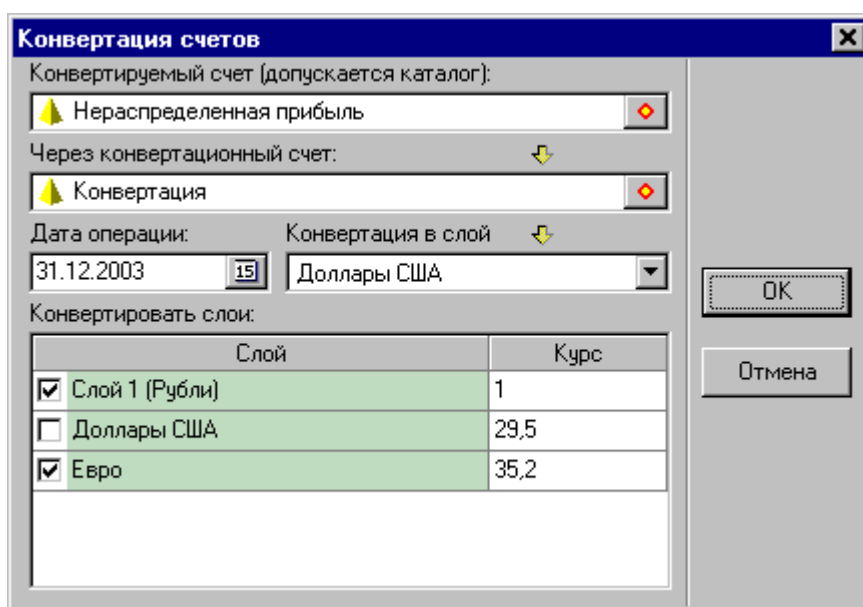 Конвертация счетов
Конвертируемый счет (допускается каталог):
Нераспределенная прибыль
Через конвертационный счет:
Конвертация
Дата операции: Конвертация в слой
31.12.2003 15 Доллары США
OK
Конвертировать слои:
Слой Курс
Отмена
Слой 1 (Рубли) 1
Доллары США 29,5
Евро 35,2